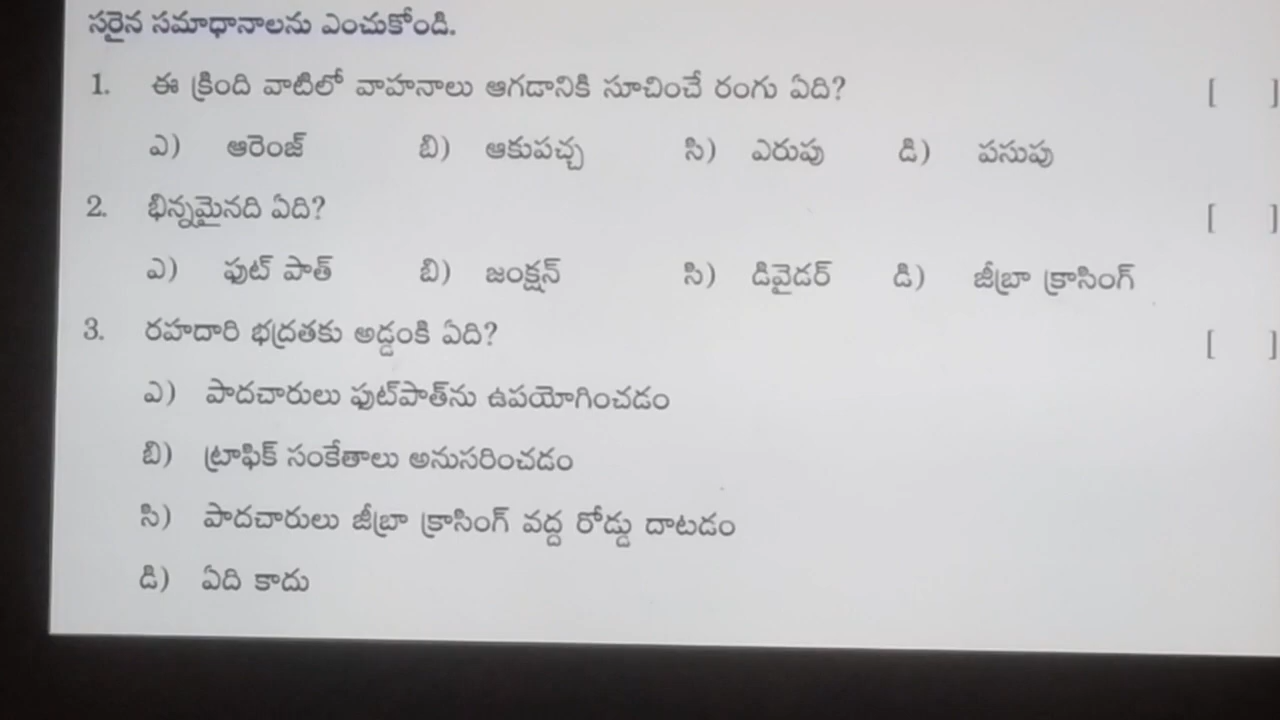 సరైన సమాధానాలను ఎంచుకోండి.
1. ఈ క్రింది వాటిలో వాహనాలు ఆగడానికి సూచించే రంగు ఏది? [ ]
ఎ) ఆరెంజ్ బి) ఆకుపచ్చ సి) ఎరుపు డి) పసుపు
2. భిన్నమైనది ఏది? [ ]
ఎ) ఫుట్ పాత్ బి) జంక్షన్ సి) డివైడర్ డి) జీబ్రా క్రాసింగ్
3. రహదారి భద్రతకు అడ్డంకి ఏది? [ ]
ఎ) పాదచారులు ఫుట్‌పాత్‌ను ఉపయోగించడం
బి) ట్రాఫిక్ సంకేతాలు అనుసరించడం
సి) పాదచారులు జీబ్రా క్రాసింగ్ వద్ద రోడ్డు దాటడం
డి) ఏది కాదు